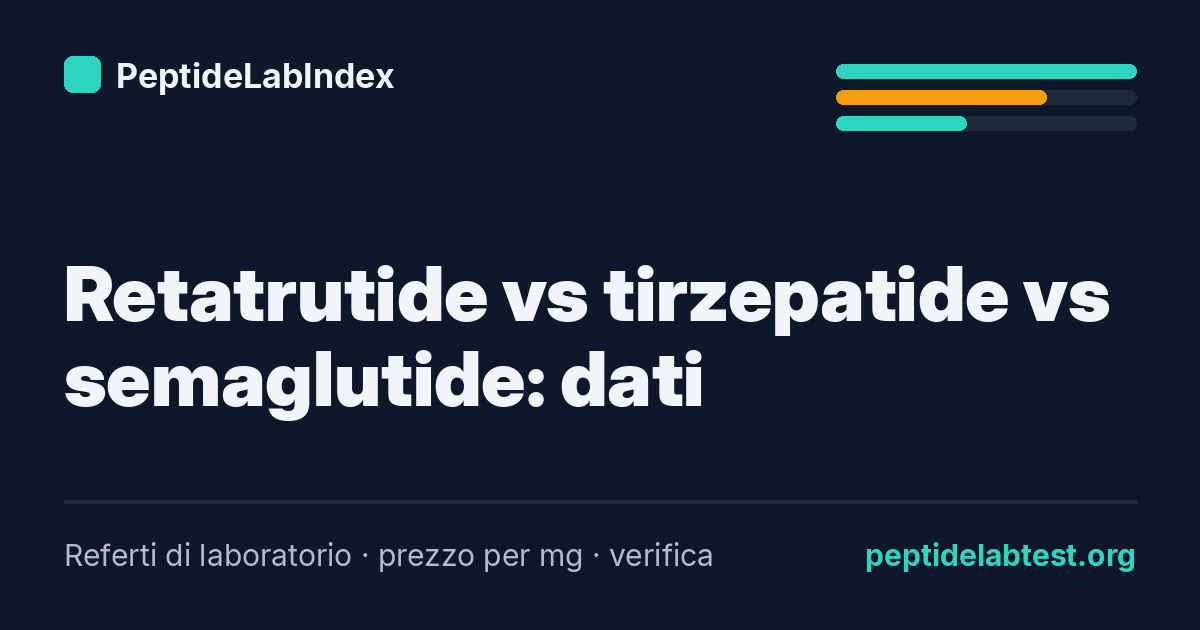 PeptideLabIndex
Retatrutide vs tirzepatide vs
semaglutide: dati
Referti di laboratorio · prezzo per mg · verifica
peptidelabtest.org